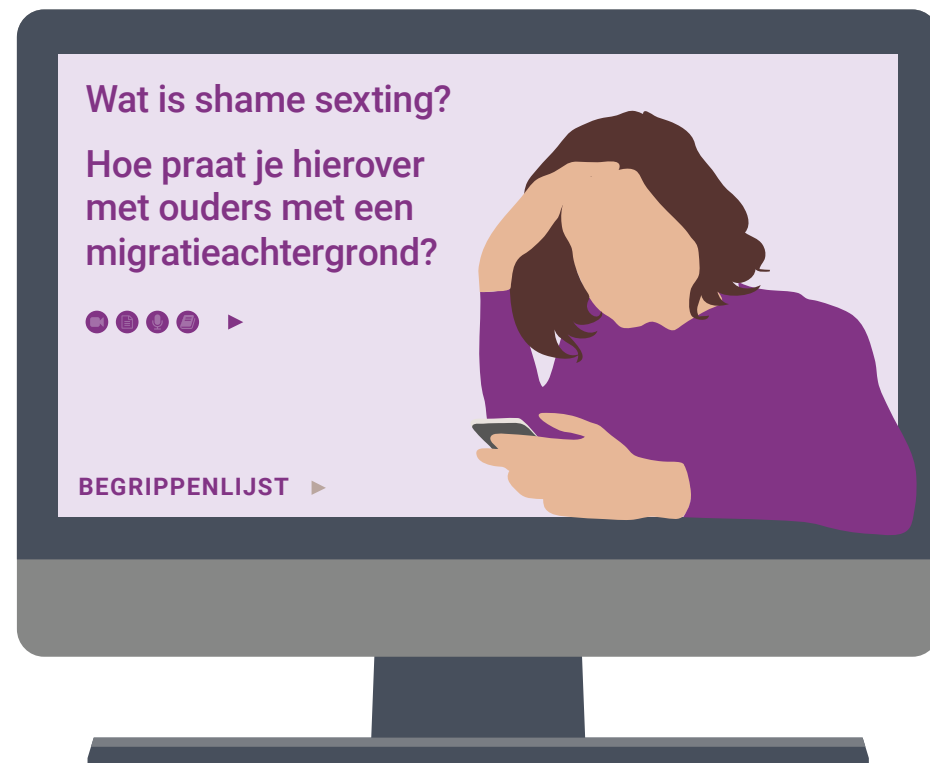 Wat is shame sexting?
Hoe praat je hierover
met ouders met een
migratieachtergrond?
BEGRIPPENLIJST